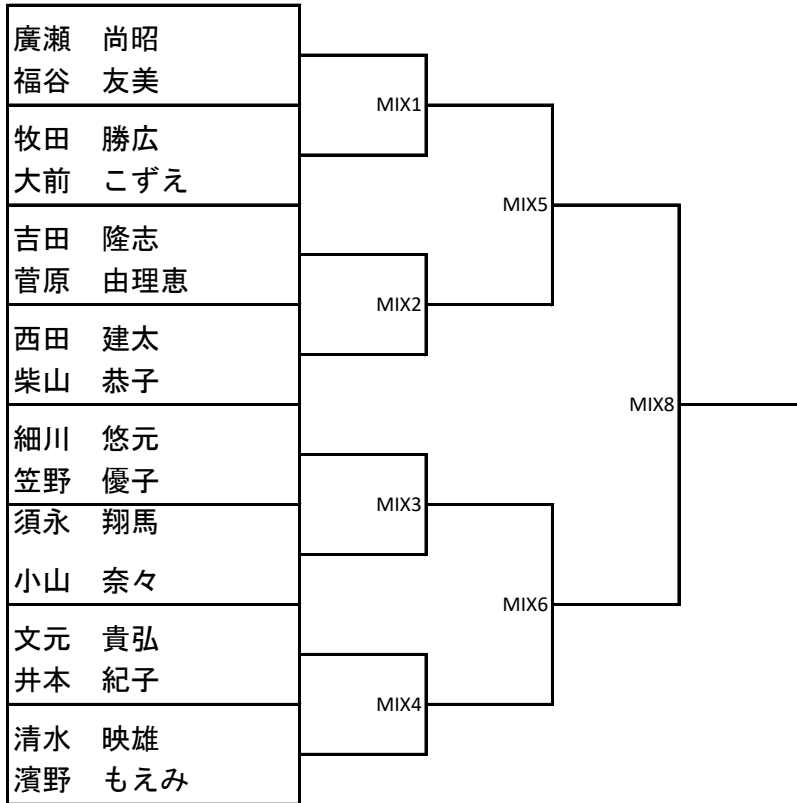 廣瀬　尚昭
福谷　友美
MIX1
牧田　勝広
大前　こずえ
MIX5
吉田　隆志
菅原　由理恵
MIX2
西田　建太
柴山　恭子
MIX8
細川　悠元
笠野　優子
MIX3
須永　翔馬
小山　奈々
MIX6
文元　貴弘
井本　紀子
MIX4
清水　映雄
濱野　もえみ